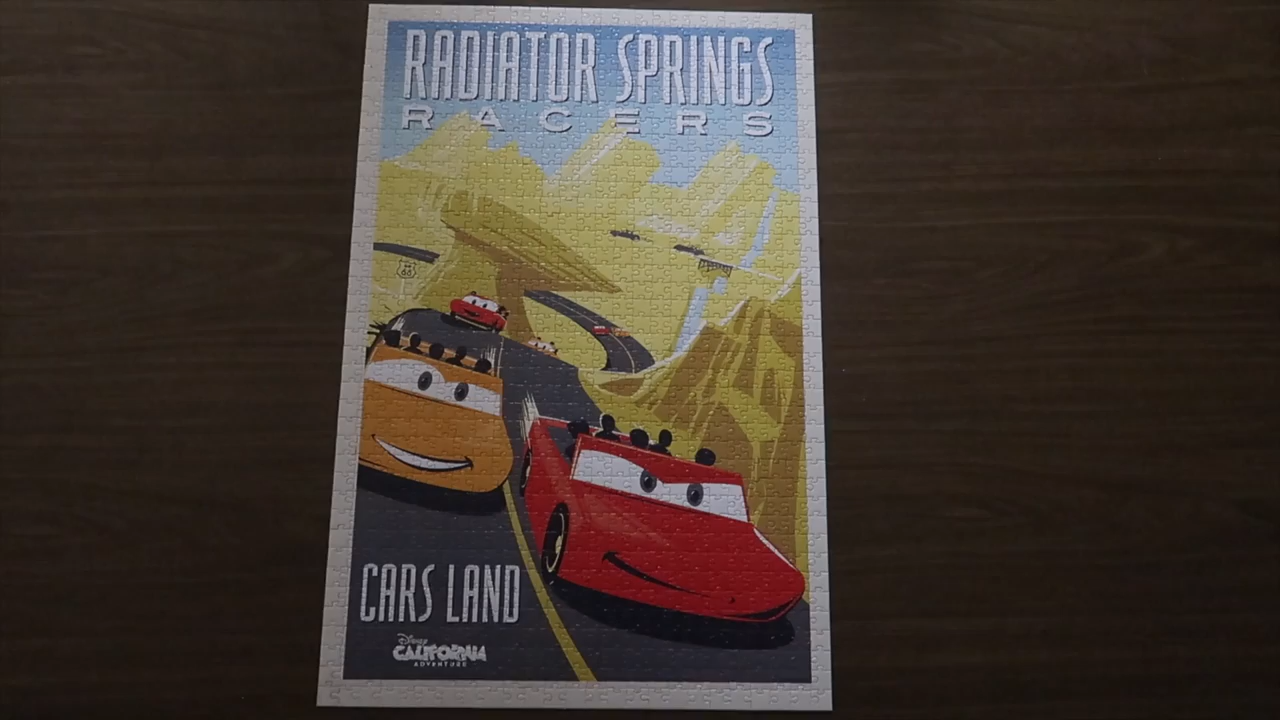 RADIATOR SPRINGS
RACERS
66
CARS LAND
Disney
CALIFORNIA
ADVENTURE